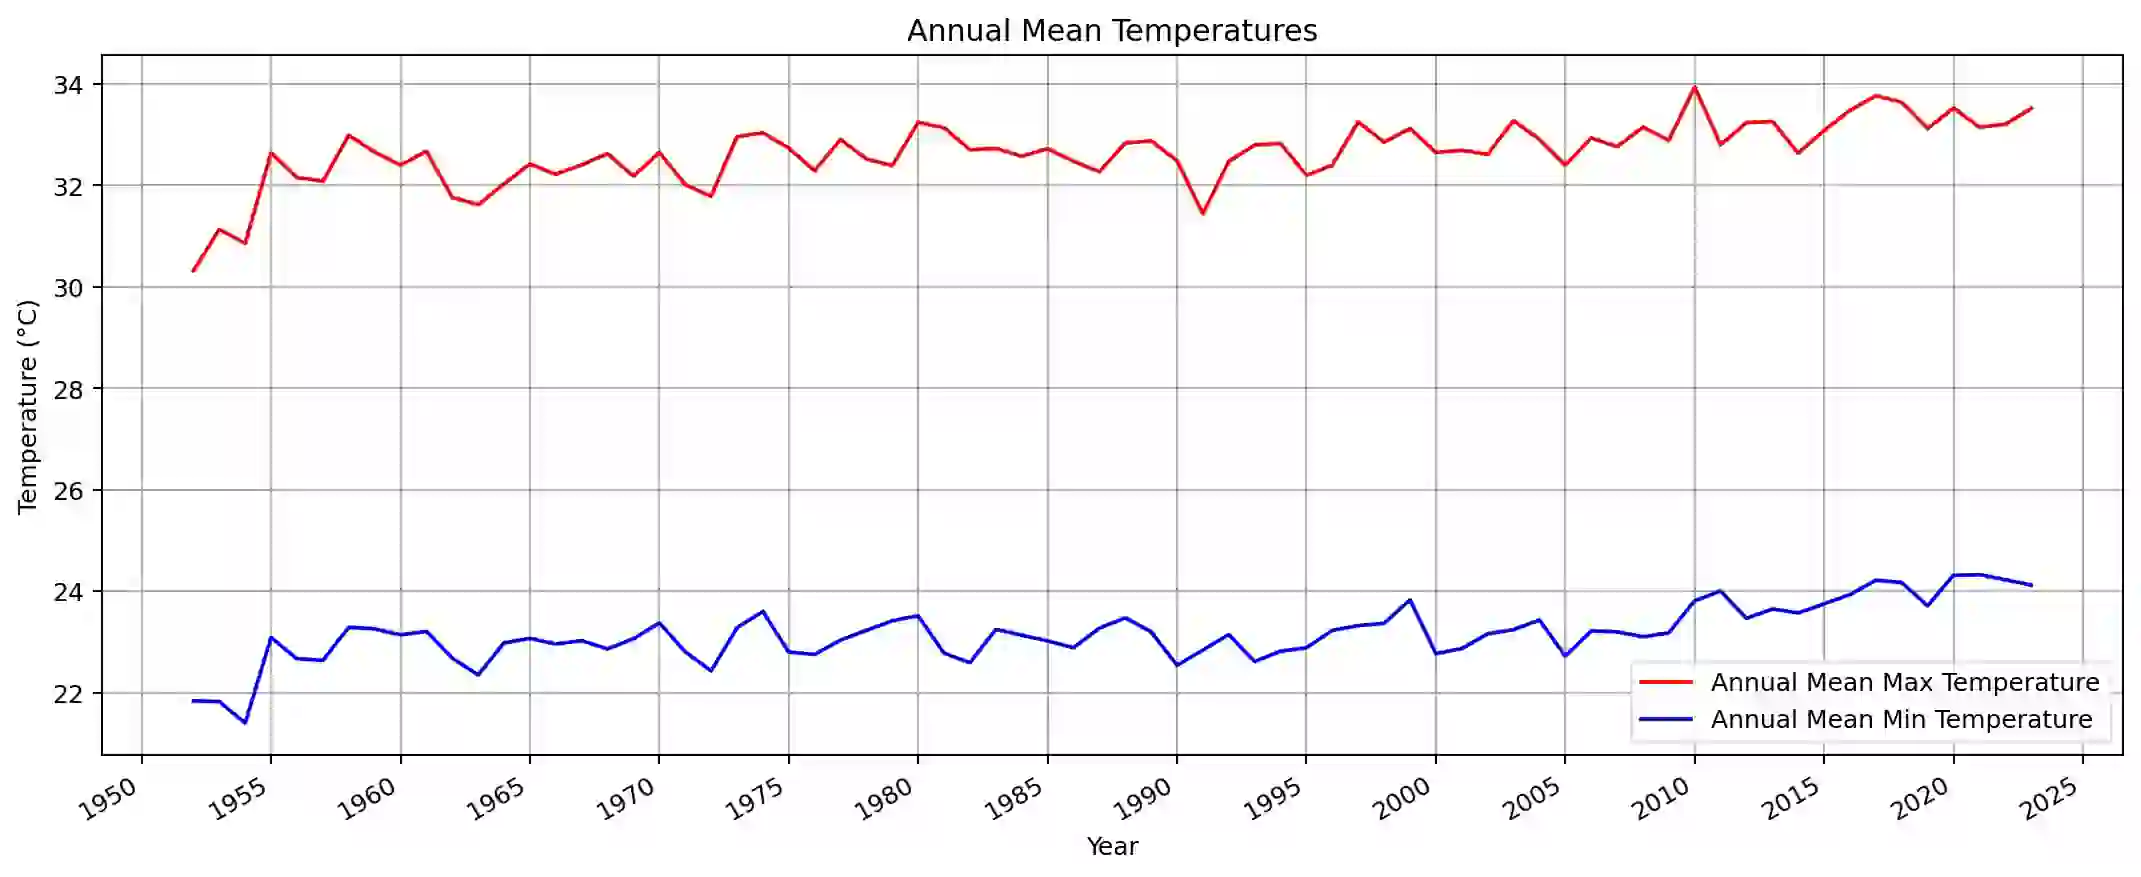 Annual Mean Temperatures
Temperature (°C)
34
32
30
28
26
24
22
Annual Mean Max Temperature
Annual Mean Min Temperature
1950 1955 1960 1965 1970 1975 1980 1985 1990 1995 2000 2005 2010 2015 2020 2025
Year